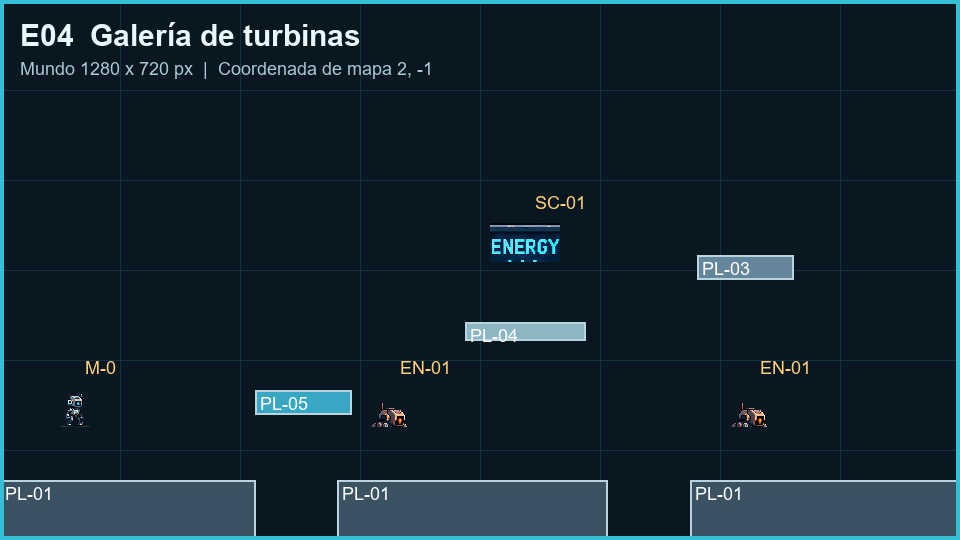 E04  Galería de turbinas
Mundo 1280 x 720 px  |  Coordenada de mapa 2, -1
SC-01
ENERGY
PL-03
PL-04
M-0
EN-01
EN-01
PL-05
PL-01
PL-01
PL-01